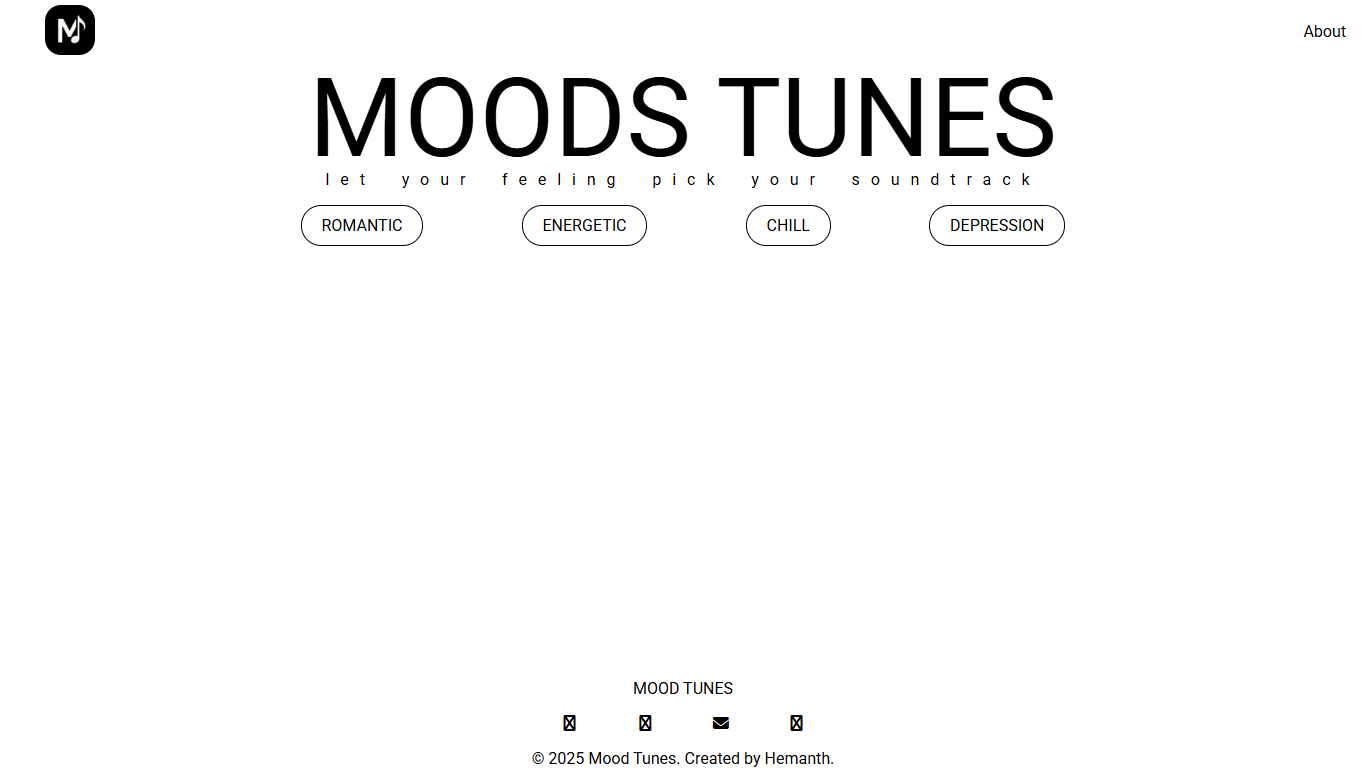 M
About
MOODS TUNES
let your feeling pick your soundtrack
ROMANTIC
ENERGETIC
CHILL
DEPRESSION
MOOD TUNES
© 2025 Mood Tunes. Created by Hemanth.